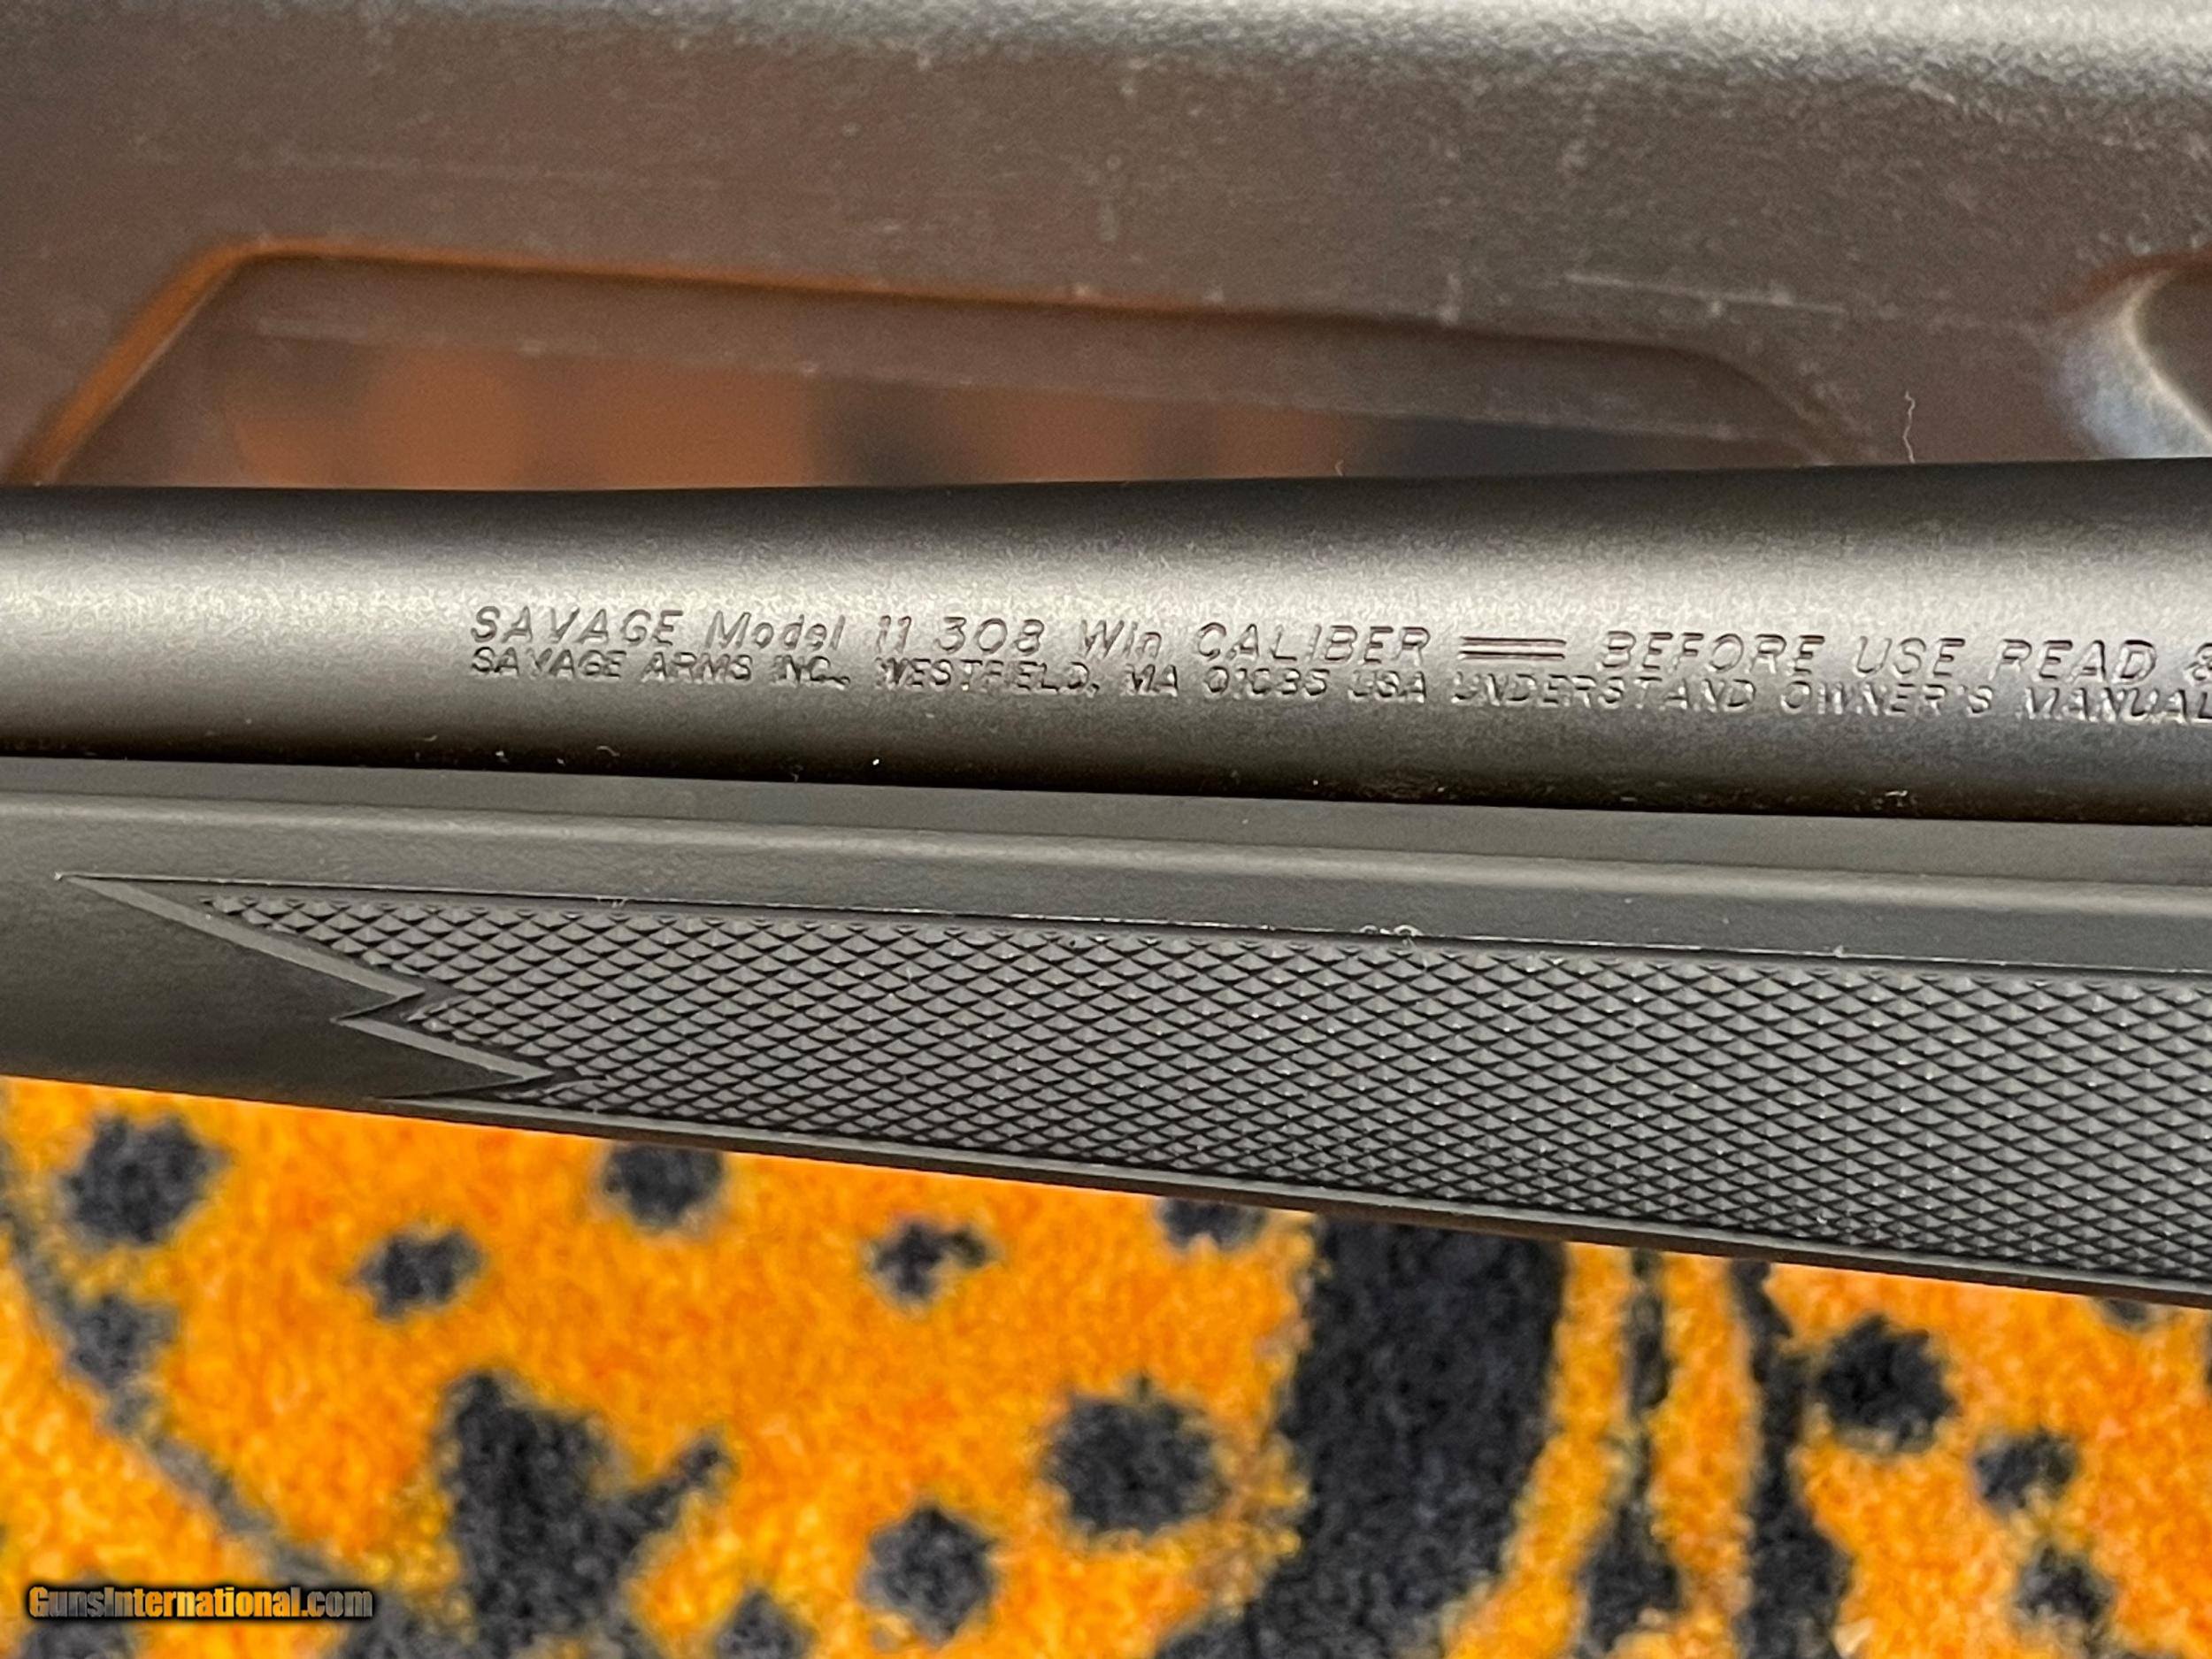 SAVAGE Model 11 308 Win CALIBER BEFORE USE READ &
SAVAGE ARMS INC. WESTFIELD, MA 01085 USA UNDERSTAND OWNER'S MANUAL
GunsInternational.com